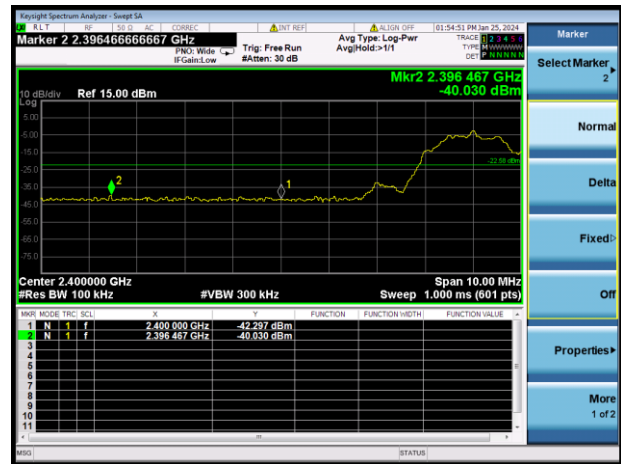 Keysight Spectrum Analyzer - Swept SA
RLT RF 50 Ω AC CORREC INT REF ALIGN OFF 01:54:51 PM Jan 25, 2024
Marker 2 2.396466666667 GHz
PNO: Wide
IFGain:Low
Trig: Free Run
#Atten: 30 dB
Avg Type: Log-Pwr
Avg|Hold:>1/1
TRACE 1 2 3 4 5 6
TYPE M WWWWW
DET P N N N N N
Mkr2 2.396 467 GHz
-40.030 dBm
10 dB/div Ref 15.00 dBm
Log
5.00
-5.00
-15.0
-25.0
-35.0
-45.0
-55.0
-65.0
-75.0
-22.58 dBm
2
1
Center 2.400000 GHz Span 10.00 MHz
#Res BW 100 kHz #VBW 300 kHz Sweep 1.000 ms (601 pts)
MKR MODE TRC SCL X Y FUNCTION FUNCTION WIDTH FUNCTION VALUE
1 N 1 f 2.400 000 GHz -42.297 dBm
2 N 1 f 2.396 467 GHz -40.030 dBm
3
4
5
6
7
8
9
10
11
MSG STATUS
Marker
Select Marker
2
Normal
Delta
Fixed
Off
Properties
More
1 of 2